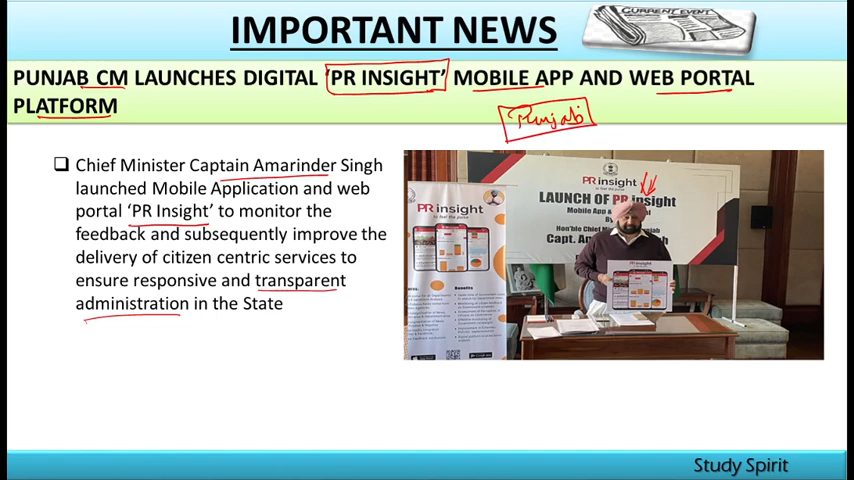 IMPORTANT NEWS
CURRENT EVENT
PUNJAB CM LAUNCHES DIGITAL 'PR INSIGHT' MOBILE APP AND WEB PORTAL
PLATFORM
Punjab
Chief Minister Captain Amarinder Singh
launched Mobile Application and web
portal 'PR Insight' to monitor the
feedback and subsequently improve the
delivery of citizen centric services to
ensure responsive and transparent
administration in the State
PR insight
LAUNCH OF PR insight
Mobile App &
By
Hon'ble Chief
Capt.
PR insight
PR insight
Benefits
Study Spirit